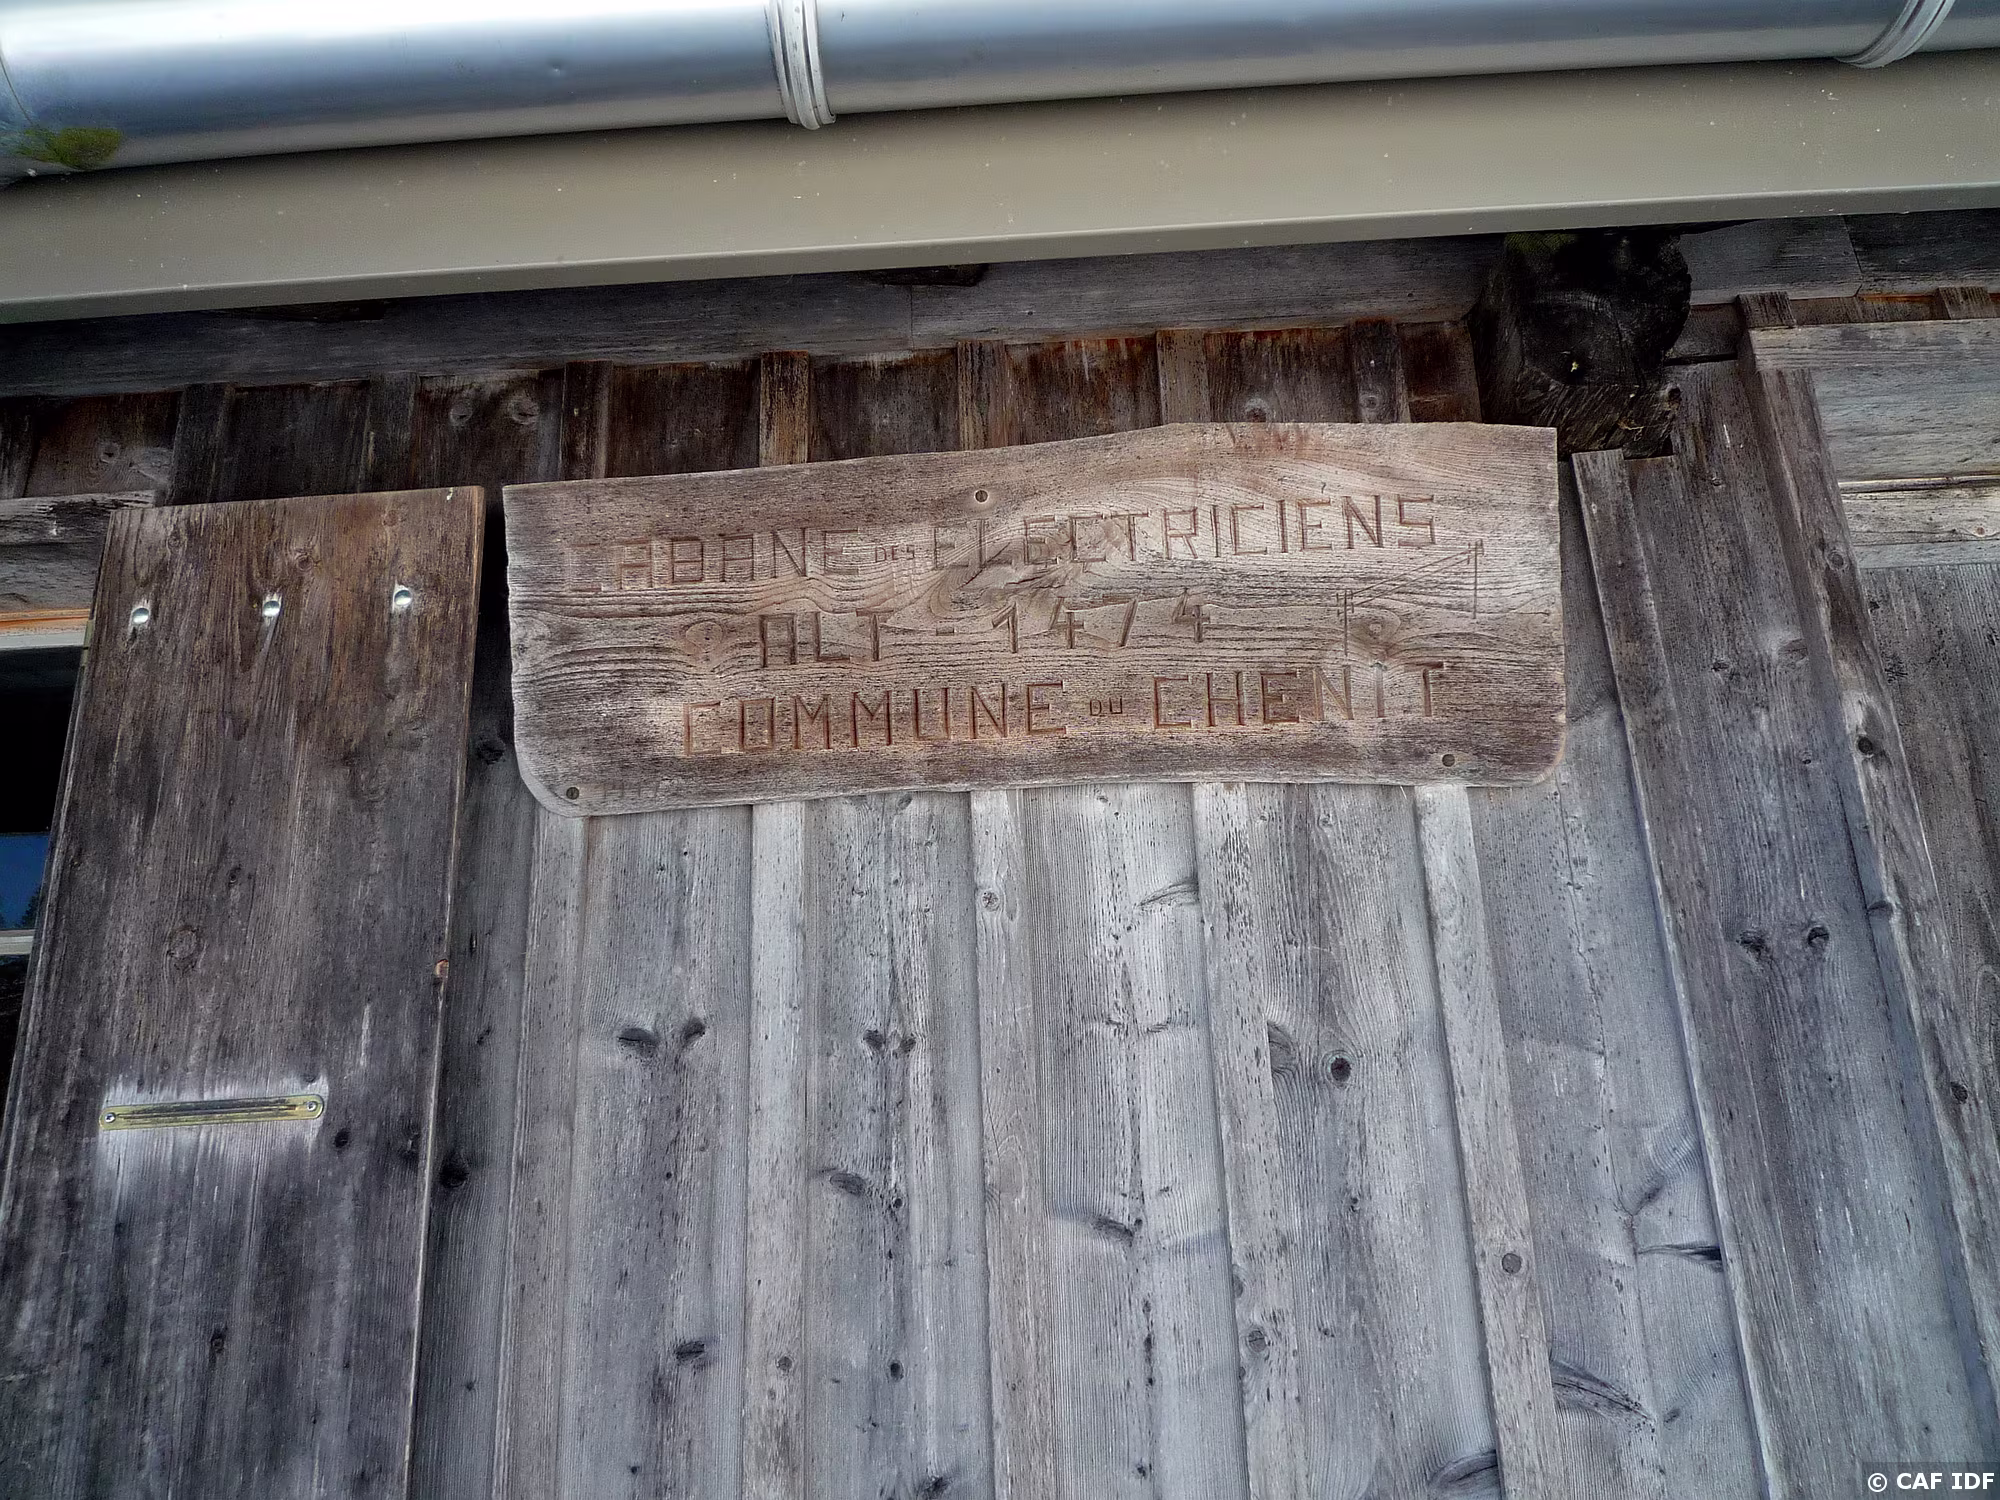 CABANE DES ELECTRICIENS
ALT - 1474
COMMUNE DU CHENIT
© CAF IDF